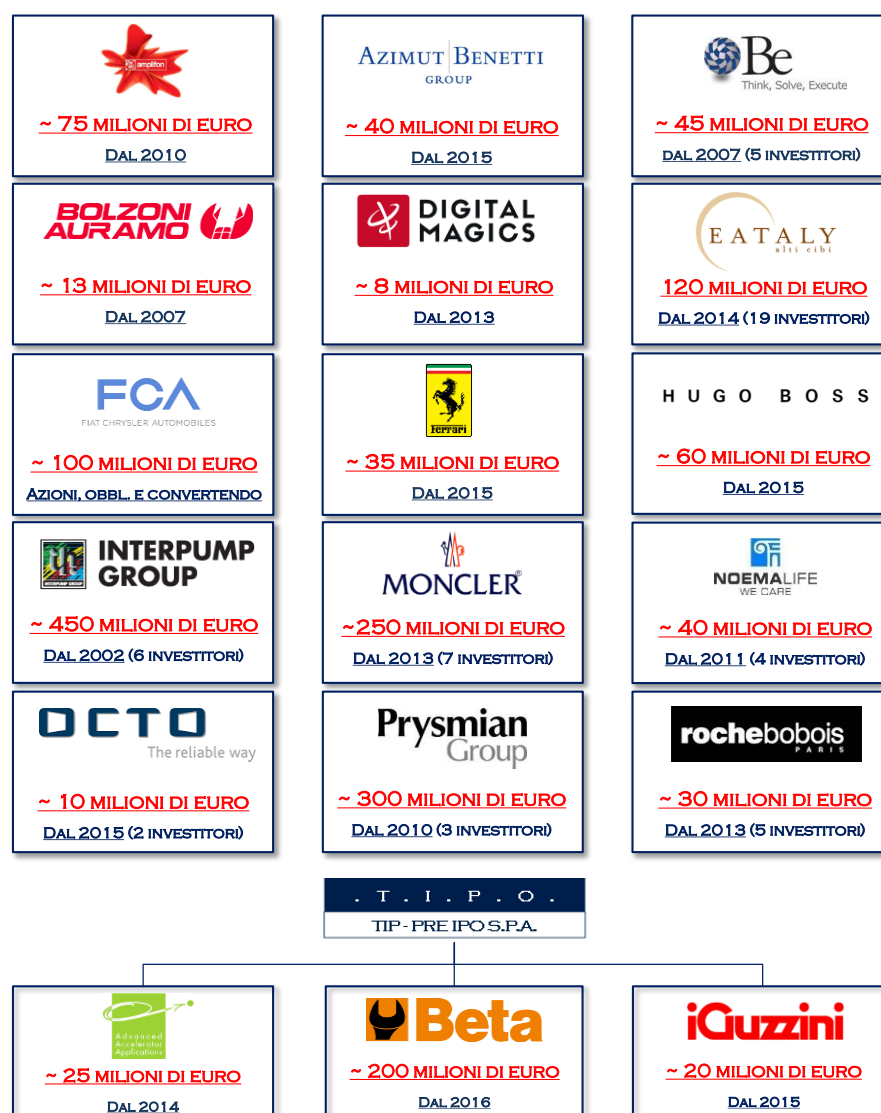 amplifon
~ 75 MILIONI DI EURO
DAL 2010
AZIMUT BENETTI
GROUP
~ 40 MILIONI DI EURO
DAL 2015
Be
Think, Solve, Execute
~ 45 MILIONI DI EURO
DAL 2007 (5 INVESTITORI)
BOLZONI
AURAMO
~ 13 MILIONI DI EURO
DAL 2007
DIGITAL
MAGICS
~ 8 MILIONI DI EURO
DAL 2013
EATALY
alti cibi
120 MILIONI DI EURO
DAL 2014 (19 INVESTITORI)
FCA
FIAT CHRYSLER AUTOMOBILES
~ 100 MILIONI DI EURO
AZIONI, OBBL. E CONVERTENDO
Ferrari
~ 35 MILIONI DI EURO
DAL 2015
HUGO BOSS
~ 60 MILIONI DI EURO
DAL 2015
INTERPUMP GROUP
INTERPUMP
GROUP
~ 450 MILIONI DI EURO
DAL 2002 (6 INVESTITORI)
MONCLER®
~250 MILIONI DI EURO
DAL 2013 (7 INVESTITORI)
NOEMALIFE
WE CARE
~ 40 MILIONI DI EURO
DAL 2011 (4 INVESTITORI)
OCTO
The reliable way
~ 10 MILIONI DI EURO
DAL 2015 (2 INVESTITORI)
Prysmian
Group
~ 300 MILIONI DI EURO
DAL 2010 (3 INVESTITORI)
rochebobois
PARIS
~ 30 MILIONI DI EURO
DAL 2013 (5 INVESTITORI)
. T . I . P . O .
TIP - PRE IPO S.P.A.
Advanced
Accelerator
Applications
~ 25 MILIONI DI EURO
DAL 2014
Beta
~ 200 MILIONI DI EURO
DAL 2016
iGuzzini
~ 20 MILIONI DI EURO
DAL 2015